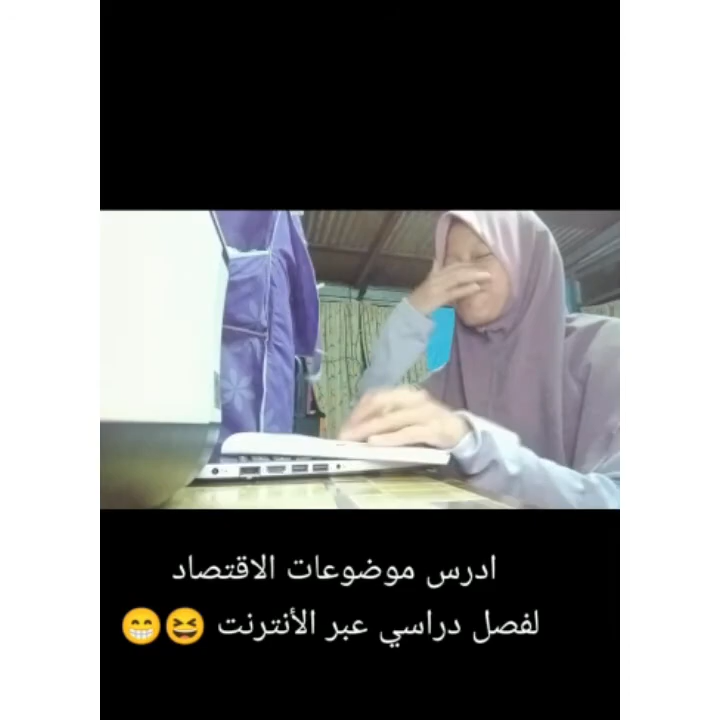 ادرس موضوعات الاقتصاد
لفصل دراسي عبر الأنترنت 😆😁